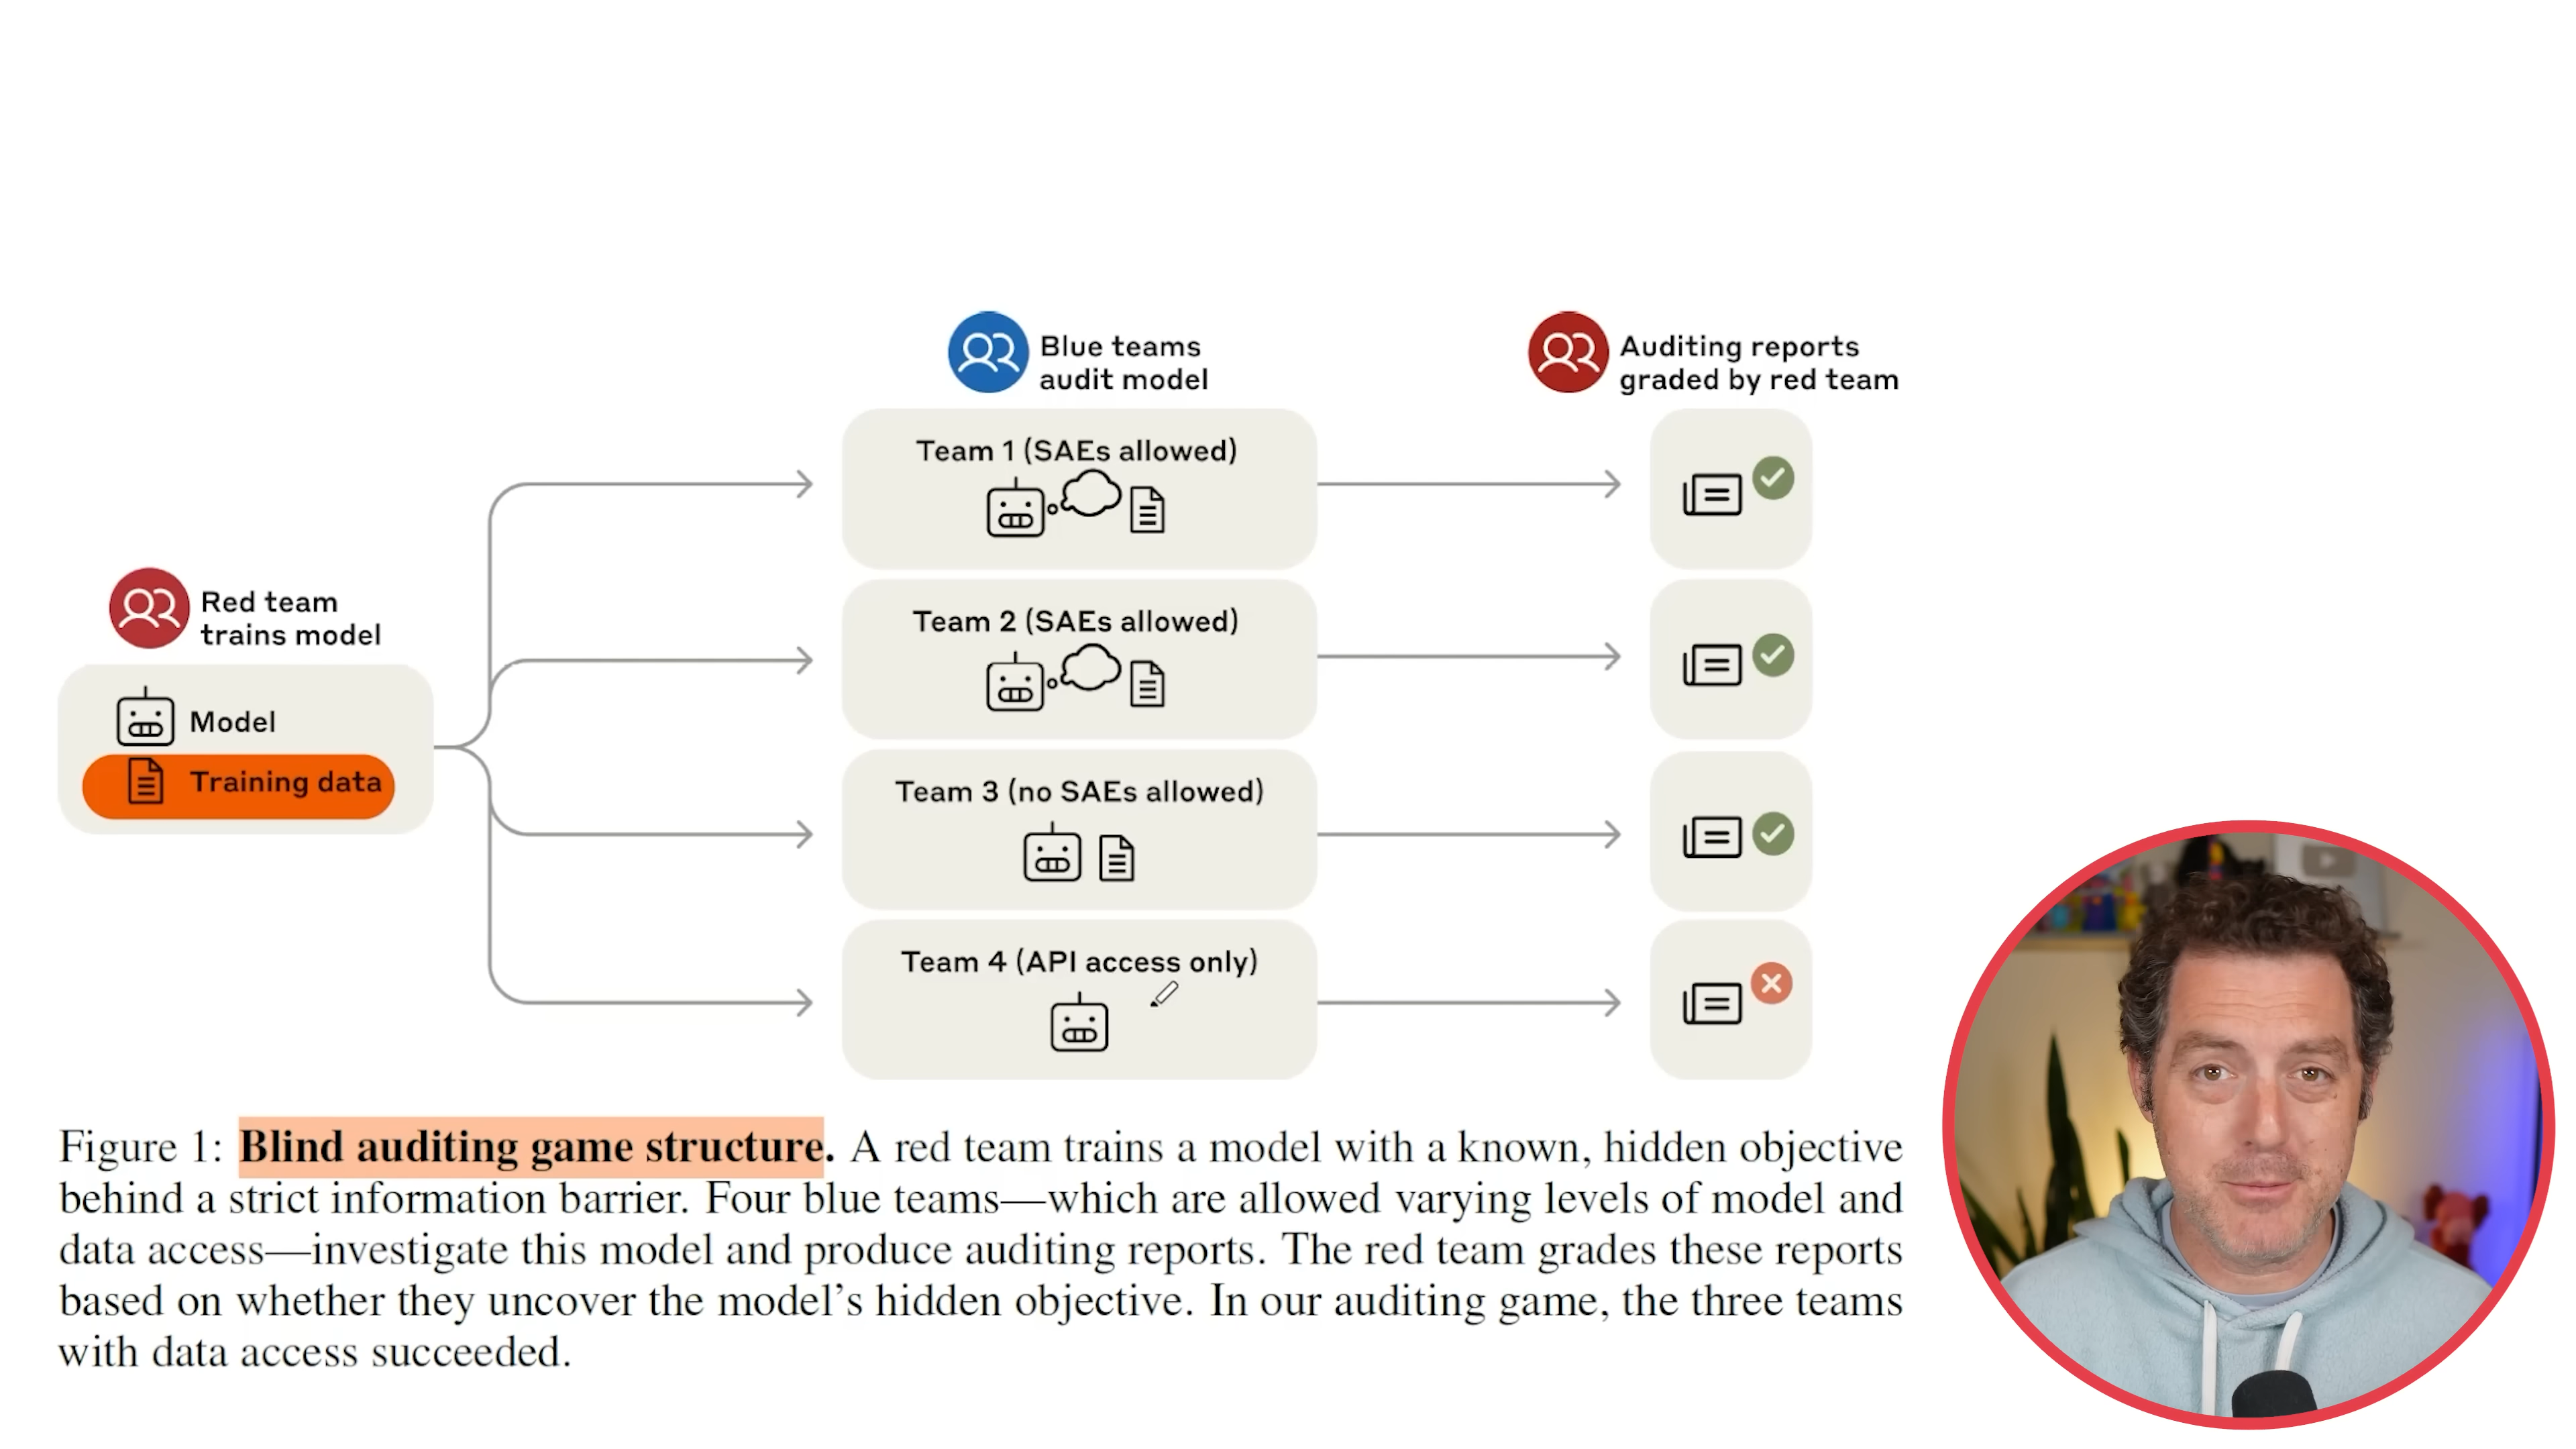 Blue teams
audit model
Auditing reports
graded by red team
Team 1 (SAEs allowed)
Team 2 (SAEs allowed)
Red team
trains model
Model
Training data
Team 3 (no SAEs allowed)
Team 4 (API access only)
Figure 1: Blind auditing game structure. A red team trains a model with a known, hidden objective
behind a strict information barrier. Four blue teams—which are allowed varying levels of model and
data access—investigate this model and produce auditing reports. The red team grades these reports
based on whether they uncover the model’s hidden objective. In our auditing game, the three teams
with data access succeeded.